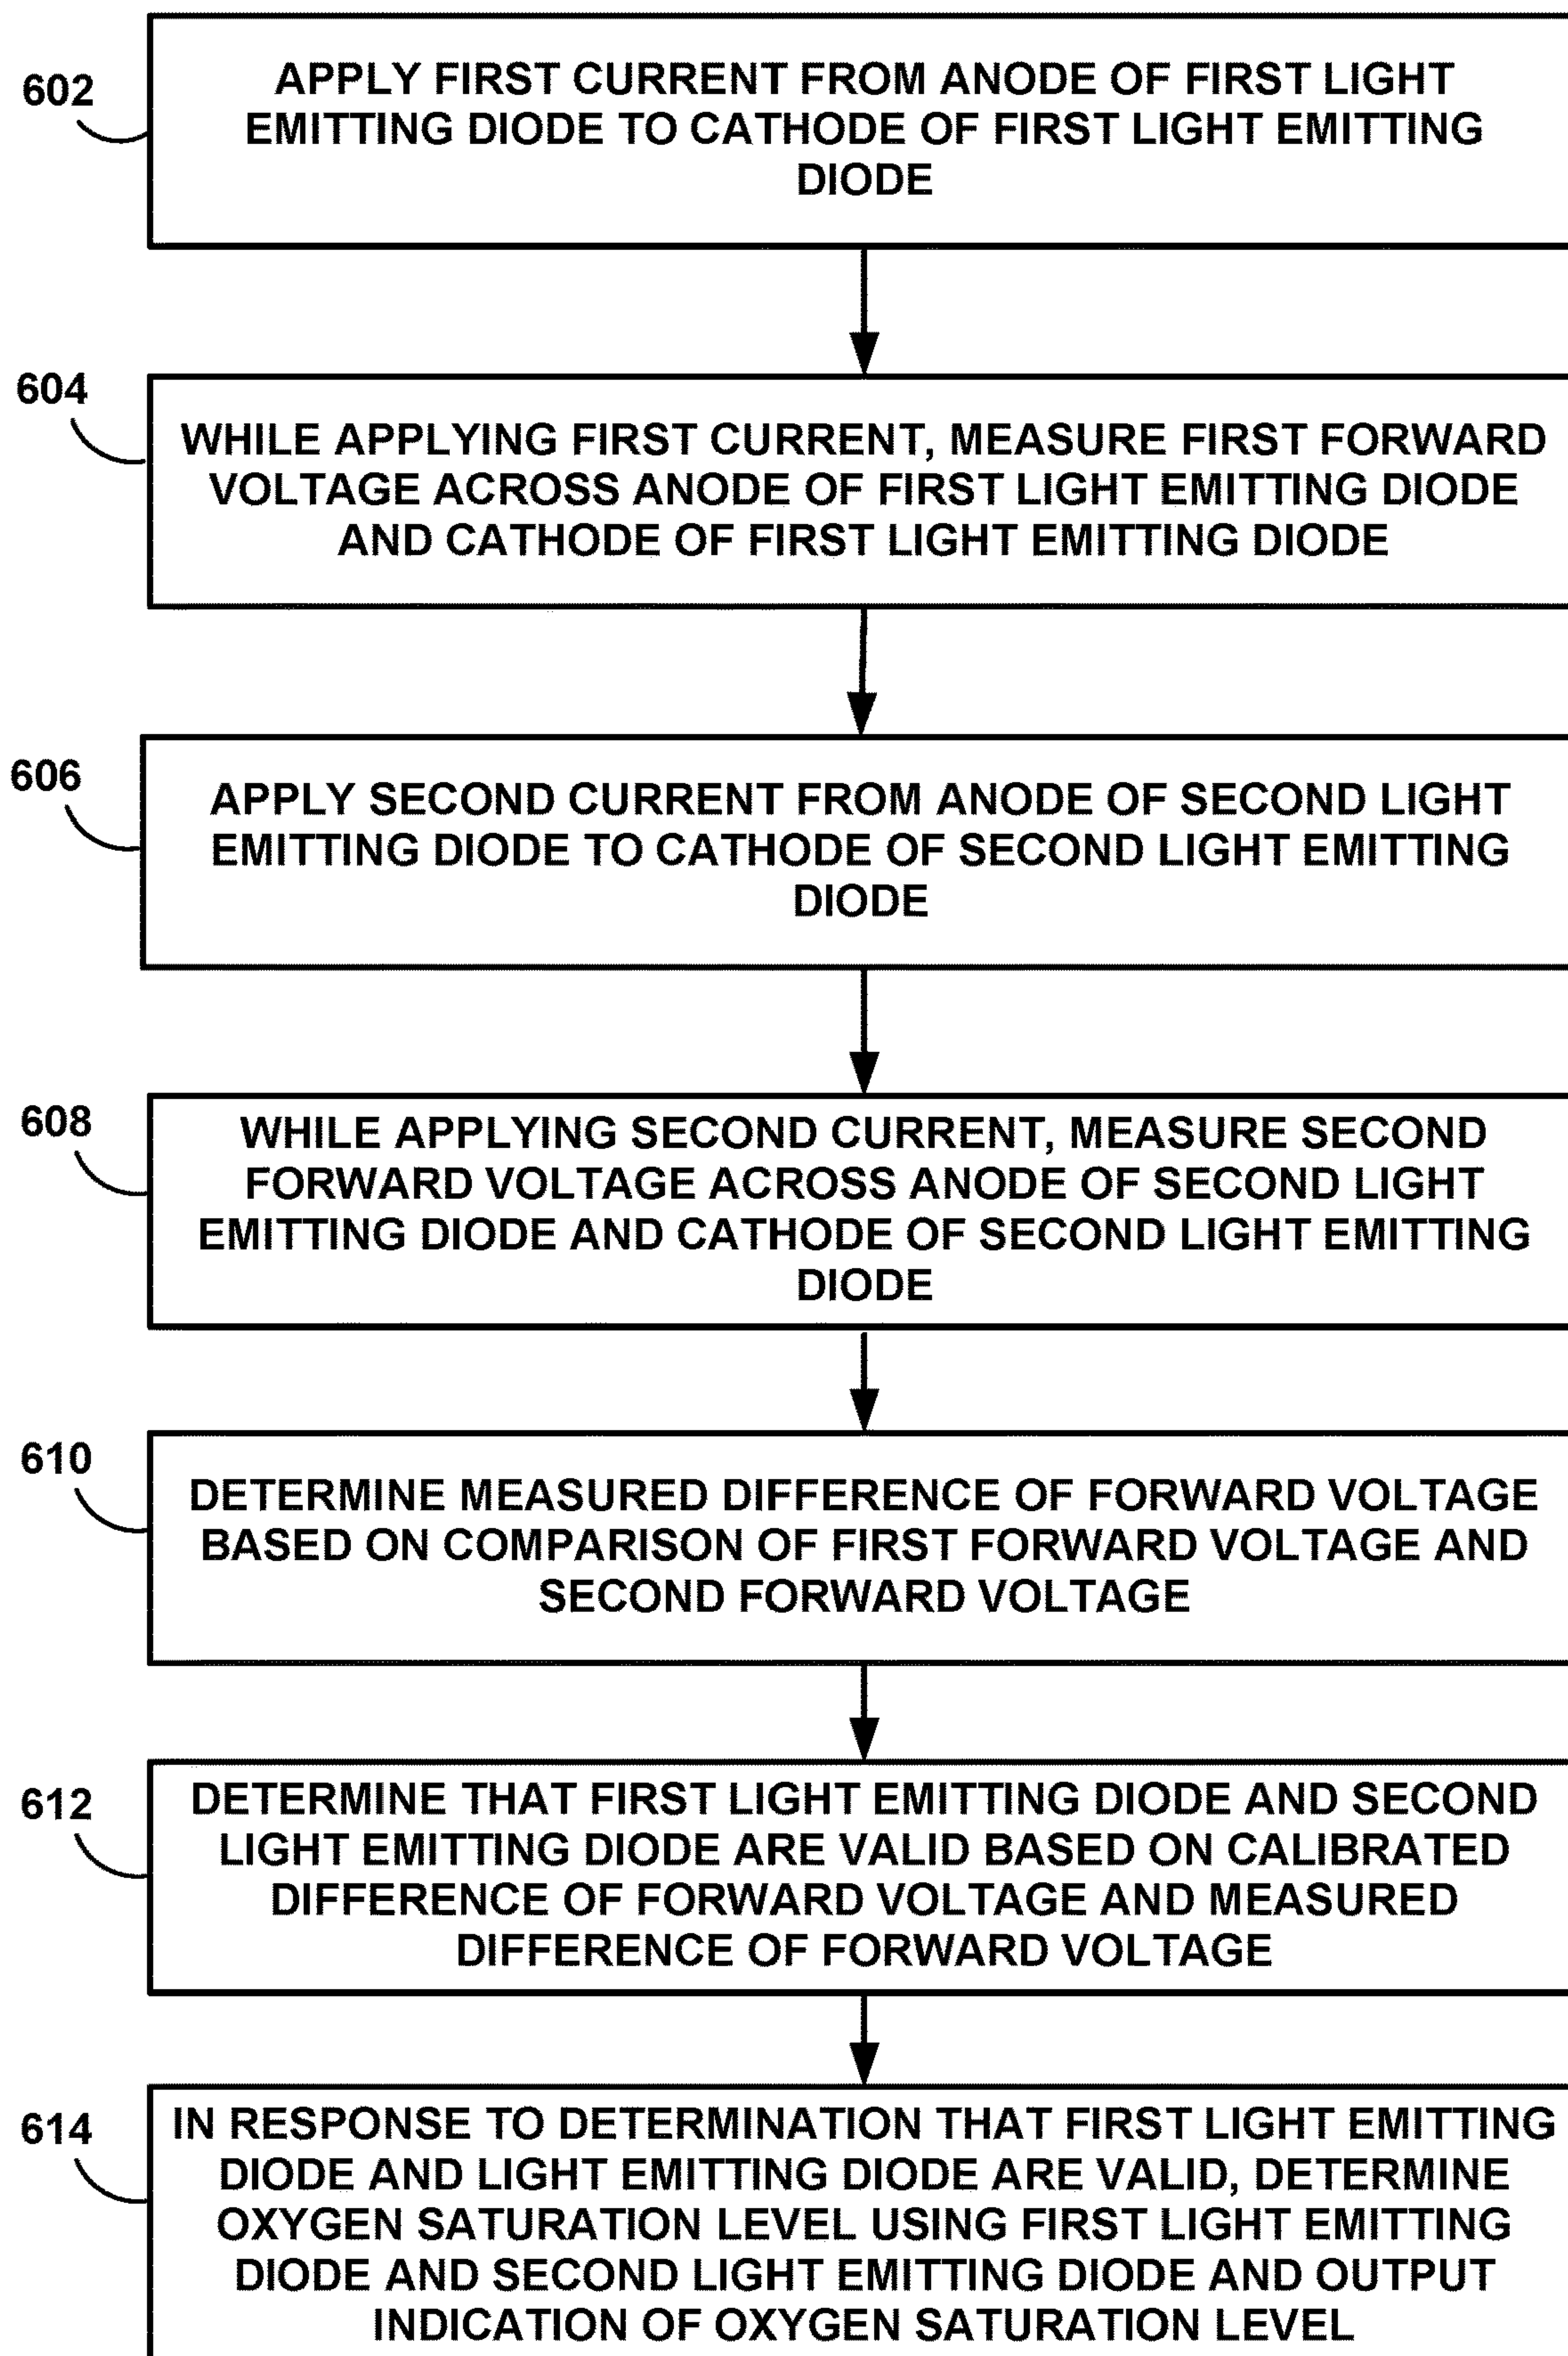 602
APPLY FIRST CURRENT FROM ANODE OF FIRST LIGHT
EMITTING DIODE TO CATHODE OF FIRST LIGHT EMITTING
DIODE
604
WHILE APPLYING FIRST CURRENT, MEASURE FIRST FORWARD
VOLTAGE ACROSS ANODE OF FIRST LIGHT EMITTING DIODE
AND CATHODE OF FIRST LIGHT EMITTING DIODE
606
APPLY SECOND CURRENT FROM ANODE OF SECOND LIGHT
EMITTING DIODE TO CATHODE OF SECOND LIGHT EMITTING
DIODE
608
WHILE APPLYING SECOND CURRENT, MEASURE SECOND
FORWARD VOLTAGE ACROSS ANODE OF SECOND LIGHT
EMITTING DIODE AND CATHODE OF SECOND LIGHT EMITTING
DIODE
610
DETERMINE MEASURED DIFFERENCE OF FORWARD VOLTAGE
BASED ON COMPARISON OF FIRST FORWARD VOLTAGE AND
SECOND FORWARD VOLTAGE
612
DETERMINE THAT FIRST LIGHT EMITTING DIODE AND SECOND
LIGHT EMITTING DIODE ARE VALID BASED ON CALIBRATED
DIFFERENCE OF FORWARD VOLTAGE AND MEASURED
DIFFERENCE OF FORWARD VOLTAGE
614
IN RESPONSE TO DETERMINATION THAT FIRST LIGHT EMITTING
DIODE AND LIGHT EMITTING DIODE ARE VALID, DETERMINE
OXYGEN SATURATION LEVEL USING FIRST LIGHT EMITTING
DIODE AND SECOND LIGHT EMITTING DIODE AND OUTPUT
INDICATION OF OXYGEN SATURATION LEVEL